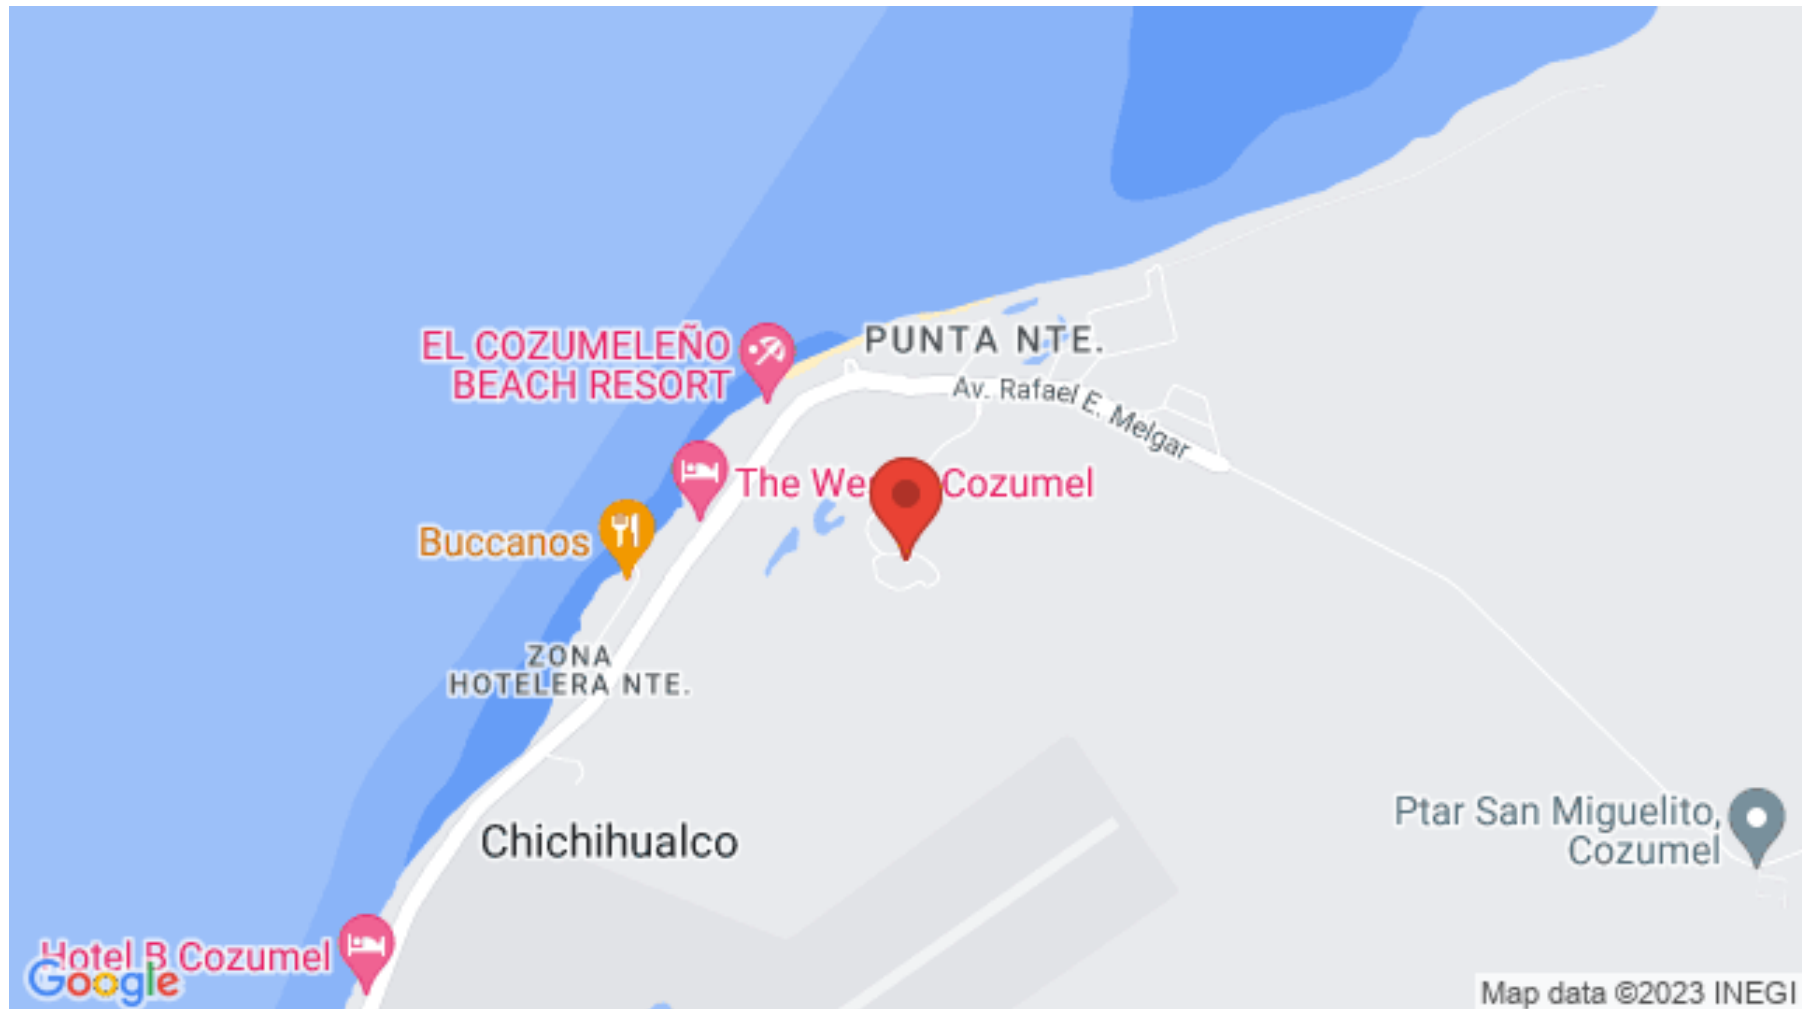 EL COZUMELEÑO
BEACH RESORT
PUNTA NTE.
Av. Rafael E. Melgar
The We Cozumel
Buccanos
ZONA
HOTELERA NTE.
Chichihualco
Ptar San Miguelito,
Cozumel
Hotel B Cozumel
Google
Map data ©2023 INEGI